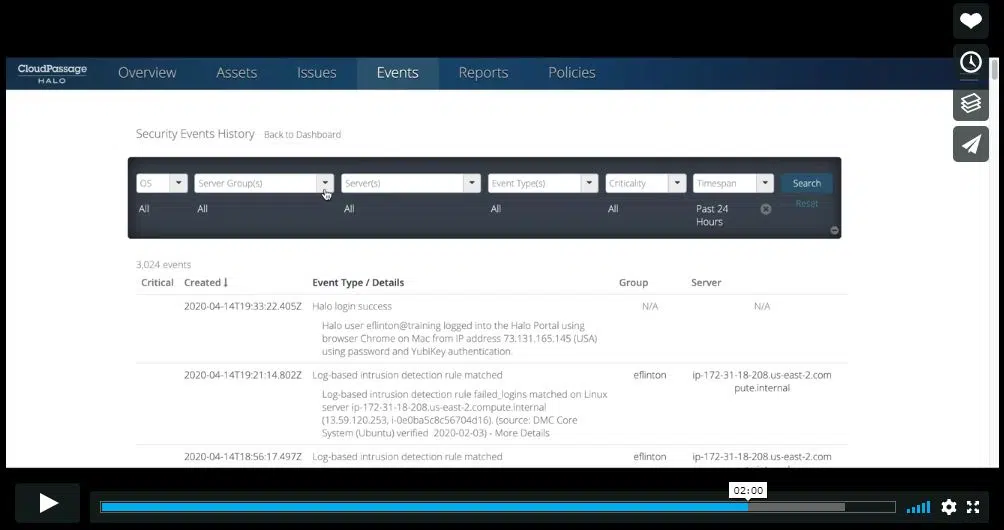 CloudPassage
HALO
Overview Assets Issues Events Reports Policies
Security Events History Back to Dashboard
OS Server Group(s) Server(s) Event Type(s) Criticality Timespan Search
All All All All All Past 24 Hours Reset
3,024 events
Critical Created Event Type / Details Group Server
2020-04-14T19:33:22.405Z Halo login success N/A N/A
Halo user eflinton@training logged into the Halo Portal using
browser Chrome on Mac from IP address 73.131.165.145 (USA)
using password and YubiKey authentication.
2020-04-14T19:21:14.802Z Log-based intrusion detection rule matched eflinton ip-172-31-18-208.us-east-2.com
pute.internal
Log-based intrusion detection rule failed_logins matched on Linux
server ip-172-31-18-208.us-east-2.compute.internal
(13.59.120.253, i-0e0ba5c8c56704d16). (source: DMC Core
System (Ubuntu) verified 2020-02-03) - More Details
2020-04-14T18:56:17.497Z Log-based intrusion detection rule matched eflinton ip-172-31-18-208.us-east-2.com
02:00